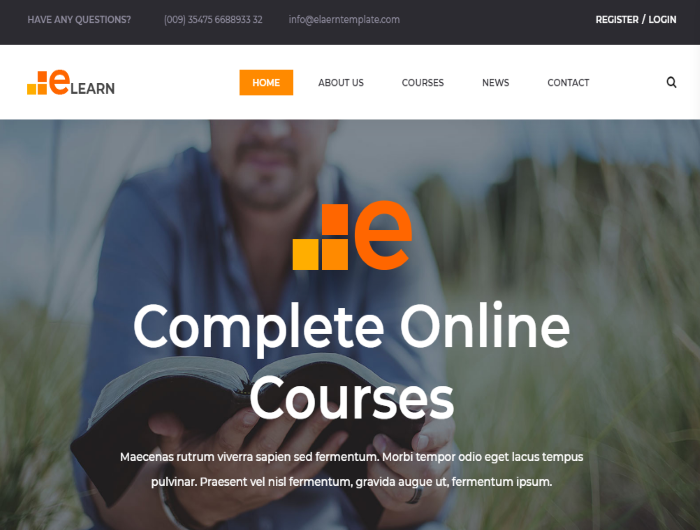 HAVE ANY QUESTIONS? (009) 35475 6688933 32 info@elaerntemplate.com REGISTER / LOGIN
eLEARN HOME ABOUT US COURSES NEWS CONTACT
e
Complete Online
Courses
Maecenas rutrum viverra sapien sed fermentum. Morbi tempor odio eget lacus tempus
pulvinar. Praesent vel nisl fermentum, gravida augue ut, fermentum ipsum.